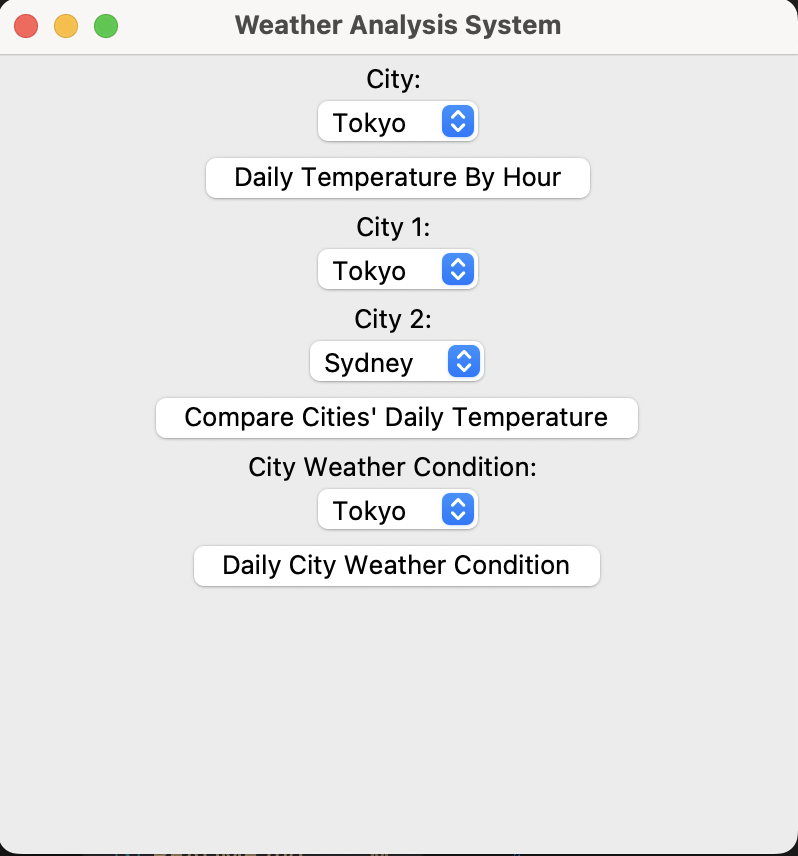 Weather Analysis System
City:
Tokyo
Daily Temperature By Hour
City 1:
Tokyo
City 2:
Sydney
Compare Cities' Daily Temperature
City Weather Condition:
Tokyo
Daily City Weather Condition